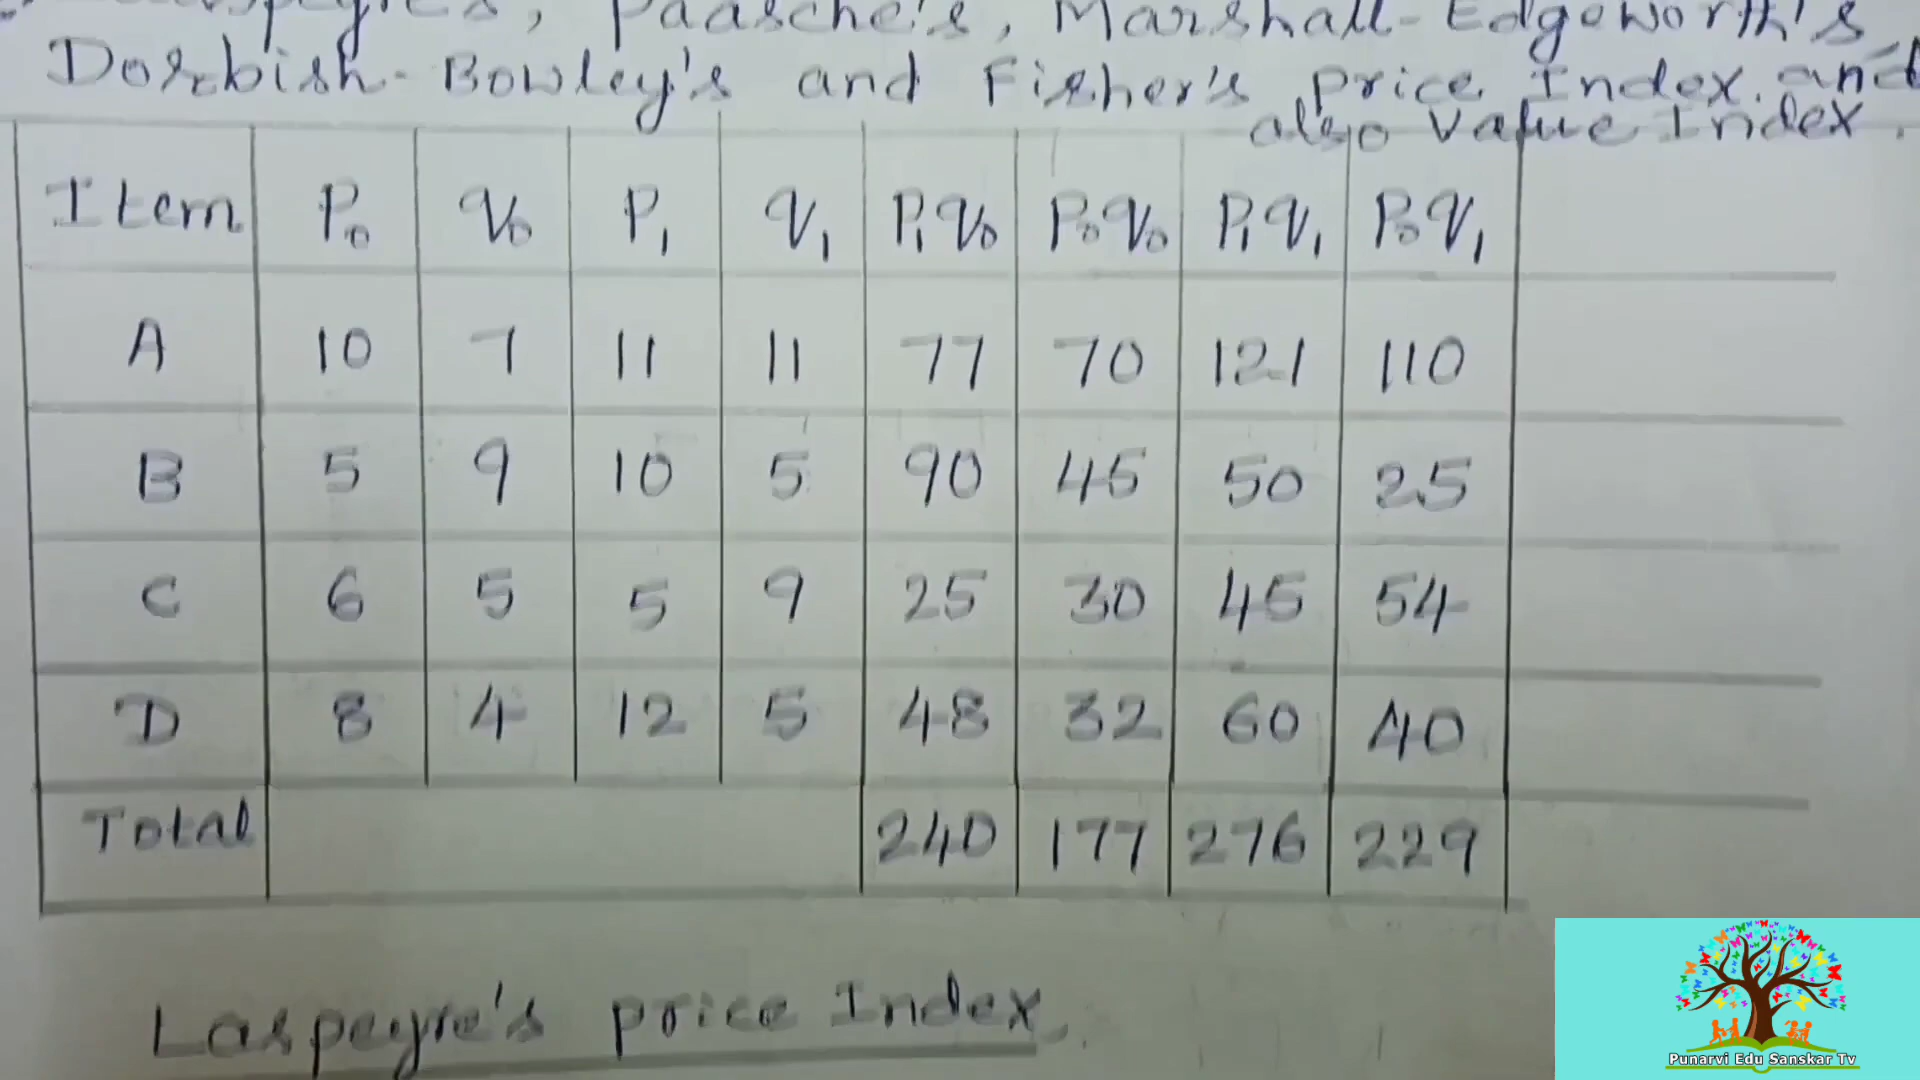 Paasche's, Marshall-Edgeworth's,
Dorbish-Bowley's and Fisher's price Index. and
also Value Index.
Item P₀ q₀ P₁ q₁ P₁q₀ P₀q₀ P₁q₁ P₀q₁
A 10 7 11 11 77 70 121 110
B 5 9 10 5 90 45 50 25
C 6 5 5 9 25 30 45 54
D 8 4 12 5 48 32 60 40
Total 240 177 276 229
Laspeyre's price Index.
Punarvi Edu Sanskar Tv